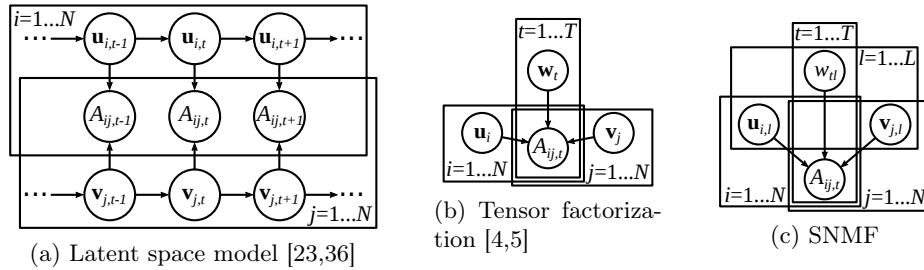 i=1...N
··· u_{i,t-1} u_{i,t} u_{i,t+1} ···
A_{ij,t-1} A_{ij,t} A_{ij,t+1}
··· v_{j,t-1} v_{j,t} v_{j,t+1} ···
j=1...N
(a) Latent space model [23,36]
t=1...T
w_t
u_i v_j
A_{ij,t}
i=1...N j=1...N
(b) Tensor factoriza-
tion [4,5]
t=1...T
l=1...L
w_{tl}
u_{i,l} v_{j,l}
A_{ij,t}
i=1...N j=1...N
(c) SNMF